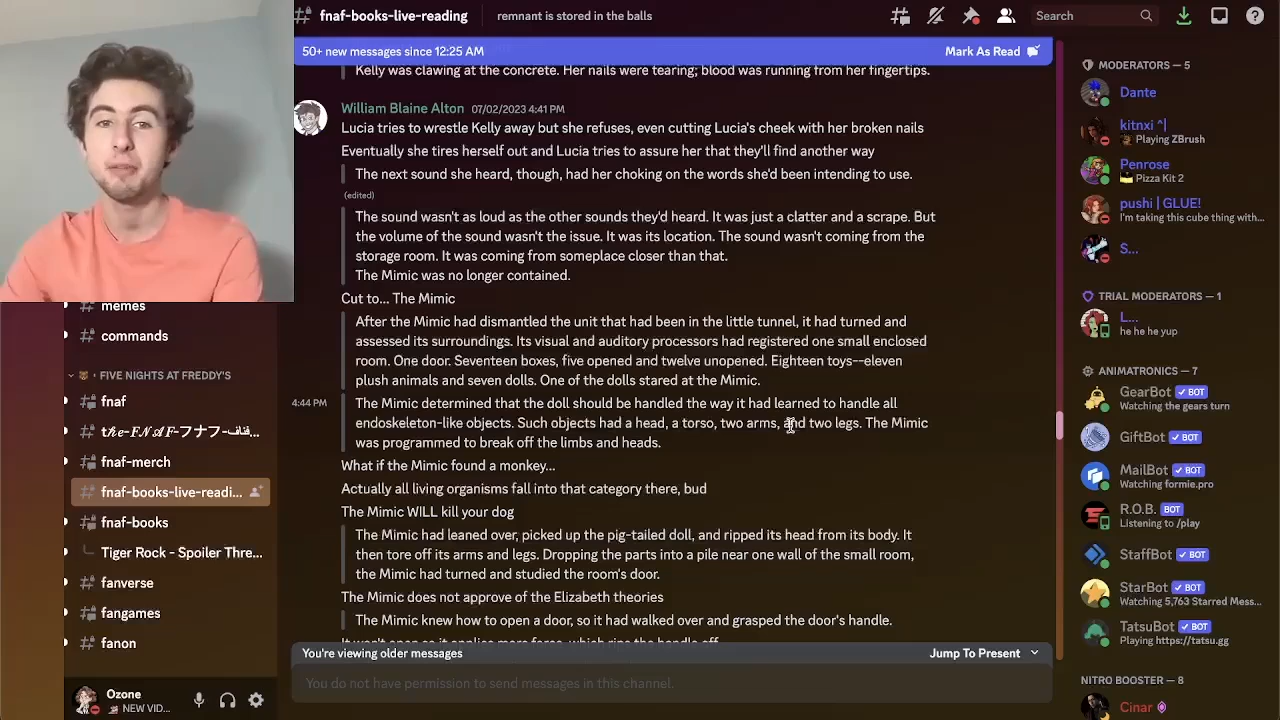 fnaf-books-live-reading
remnant is stored in the balls
Search
50+ new messages since 12:25 AM
Mark As Read
Kelly was clawing at the concrete. Her nails were tearing; blood was running from her fingertips.
William Blaine Alton 07/02/2023 4:41 PM
Lucia tries to wrestle Kelly away but she refuses, even cutting Lucia's cheek with her broken nails
Eventually she tires herself out and Lucia tries to assure her that they'll find another way
The next sound she heard, though, had her choking on the words she'd been intending to use.
(edited)
The sound wasn't as loud as the other sounds they'd heard. It was just a clatter and a scrape. But
the volume of the sound wasn't the issue. It was its location. The sound wasn't coming from the
storage room. It was coming from someplace closer than that.
The Mimic was no longer contained.
Cut to... The Mimic
After the Mimic had dismantled the unit that had been in the little tunnel, it had turned and
assessed its surroundings. Its visual and auditory processors had registered one small enclosed
room. One door. Seventeen boxes, five opened and twelve unopened. Eighteen toys--eleven
plush animals and seven dolls. One of the dolls stared at the Mimic.
4:44 PM
The Mimic determined that the doll should be handled the way it had learned to handle all
endoskeleton-like objects. Such objects had a head, a torso, two arms, and two legs. The Mimic
was programmed to break off the limbs and heads.
What if the Mimic found a monkey...
Actually all living organisms fall into that category there, bud
The Mimic WILL kill your dog
The Mimic had leaned over, picked up the pig-tailed doll, and ripped its head from its body. It
then tore off its arms and legs. Dropping the parts into a pile near one wall of the small room,
the Mimic had turned and studied the room's door.
The Mimic does not approve of the Elizabeth theories
The Mimic knew how to open a door, so it had walked over and grasped the door's handle.
It won't open so it applies more force, which rips the handle off
You're viewing older messages
Jump To Present
You do not have permission to send messages in this channel.
memes
commands
FIVE NIGHTS AT FREDDY'S
fnaf
fnaf-merch
fnaf-books-live-readi...
fnaf-books
Tiger Rock - Spoiler Thre...
fanverse
fangames
fanon
Ozone
NEW VID...
MODERATORS — 5
Dante
kitnxi ^|
Playing ZBrush
Penrose
Pizza Kit 2
pushi | GLUE!
I'm taking this cube thing with...
S...
TRIAL MODERATORS — 1
L...
he he he yup
ANIMATRONICS — 7
GearBot ✓ BOT
Watching the gears turn
GiftBot ✓ BOT
MailBot ✓ BOT
Watching formie.pro
R.O.B. BOT
Listening to /play
StaffBot ✓ BOT
StarBot ✓ BOT
Watching 5,763 Starred Mess...
TatsuBot ✓ BOT
Playing https://tatsu.gg
NITRO BOOSTER — 8
Cinar